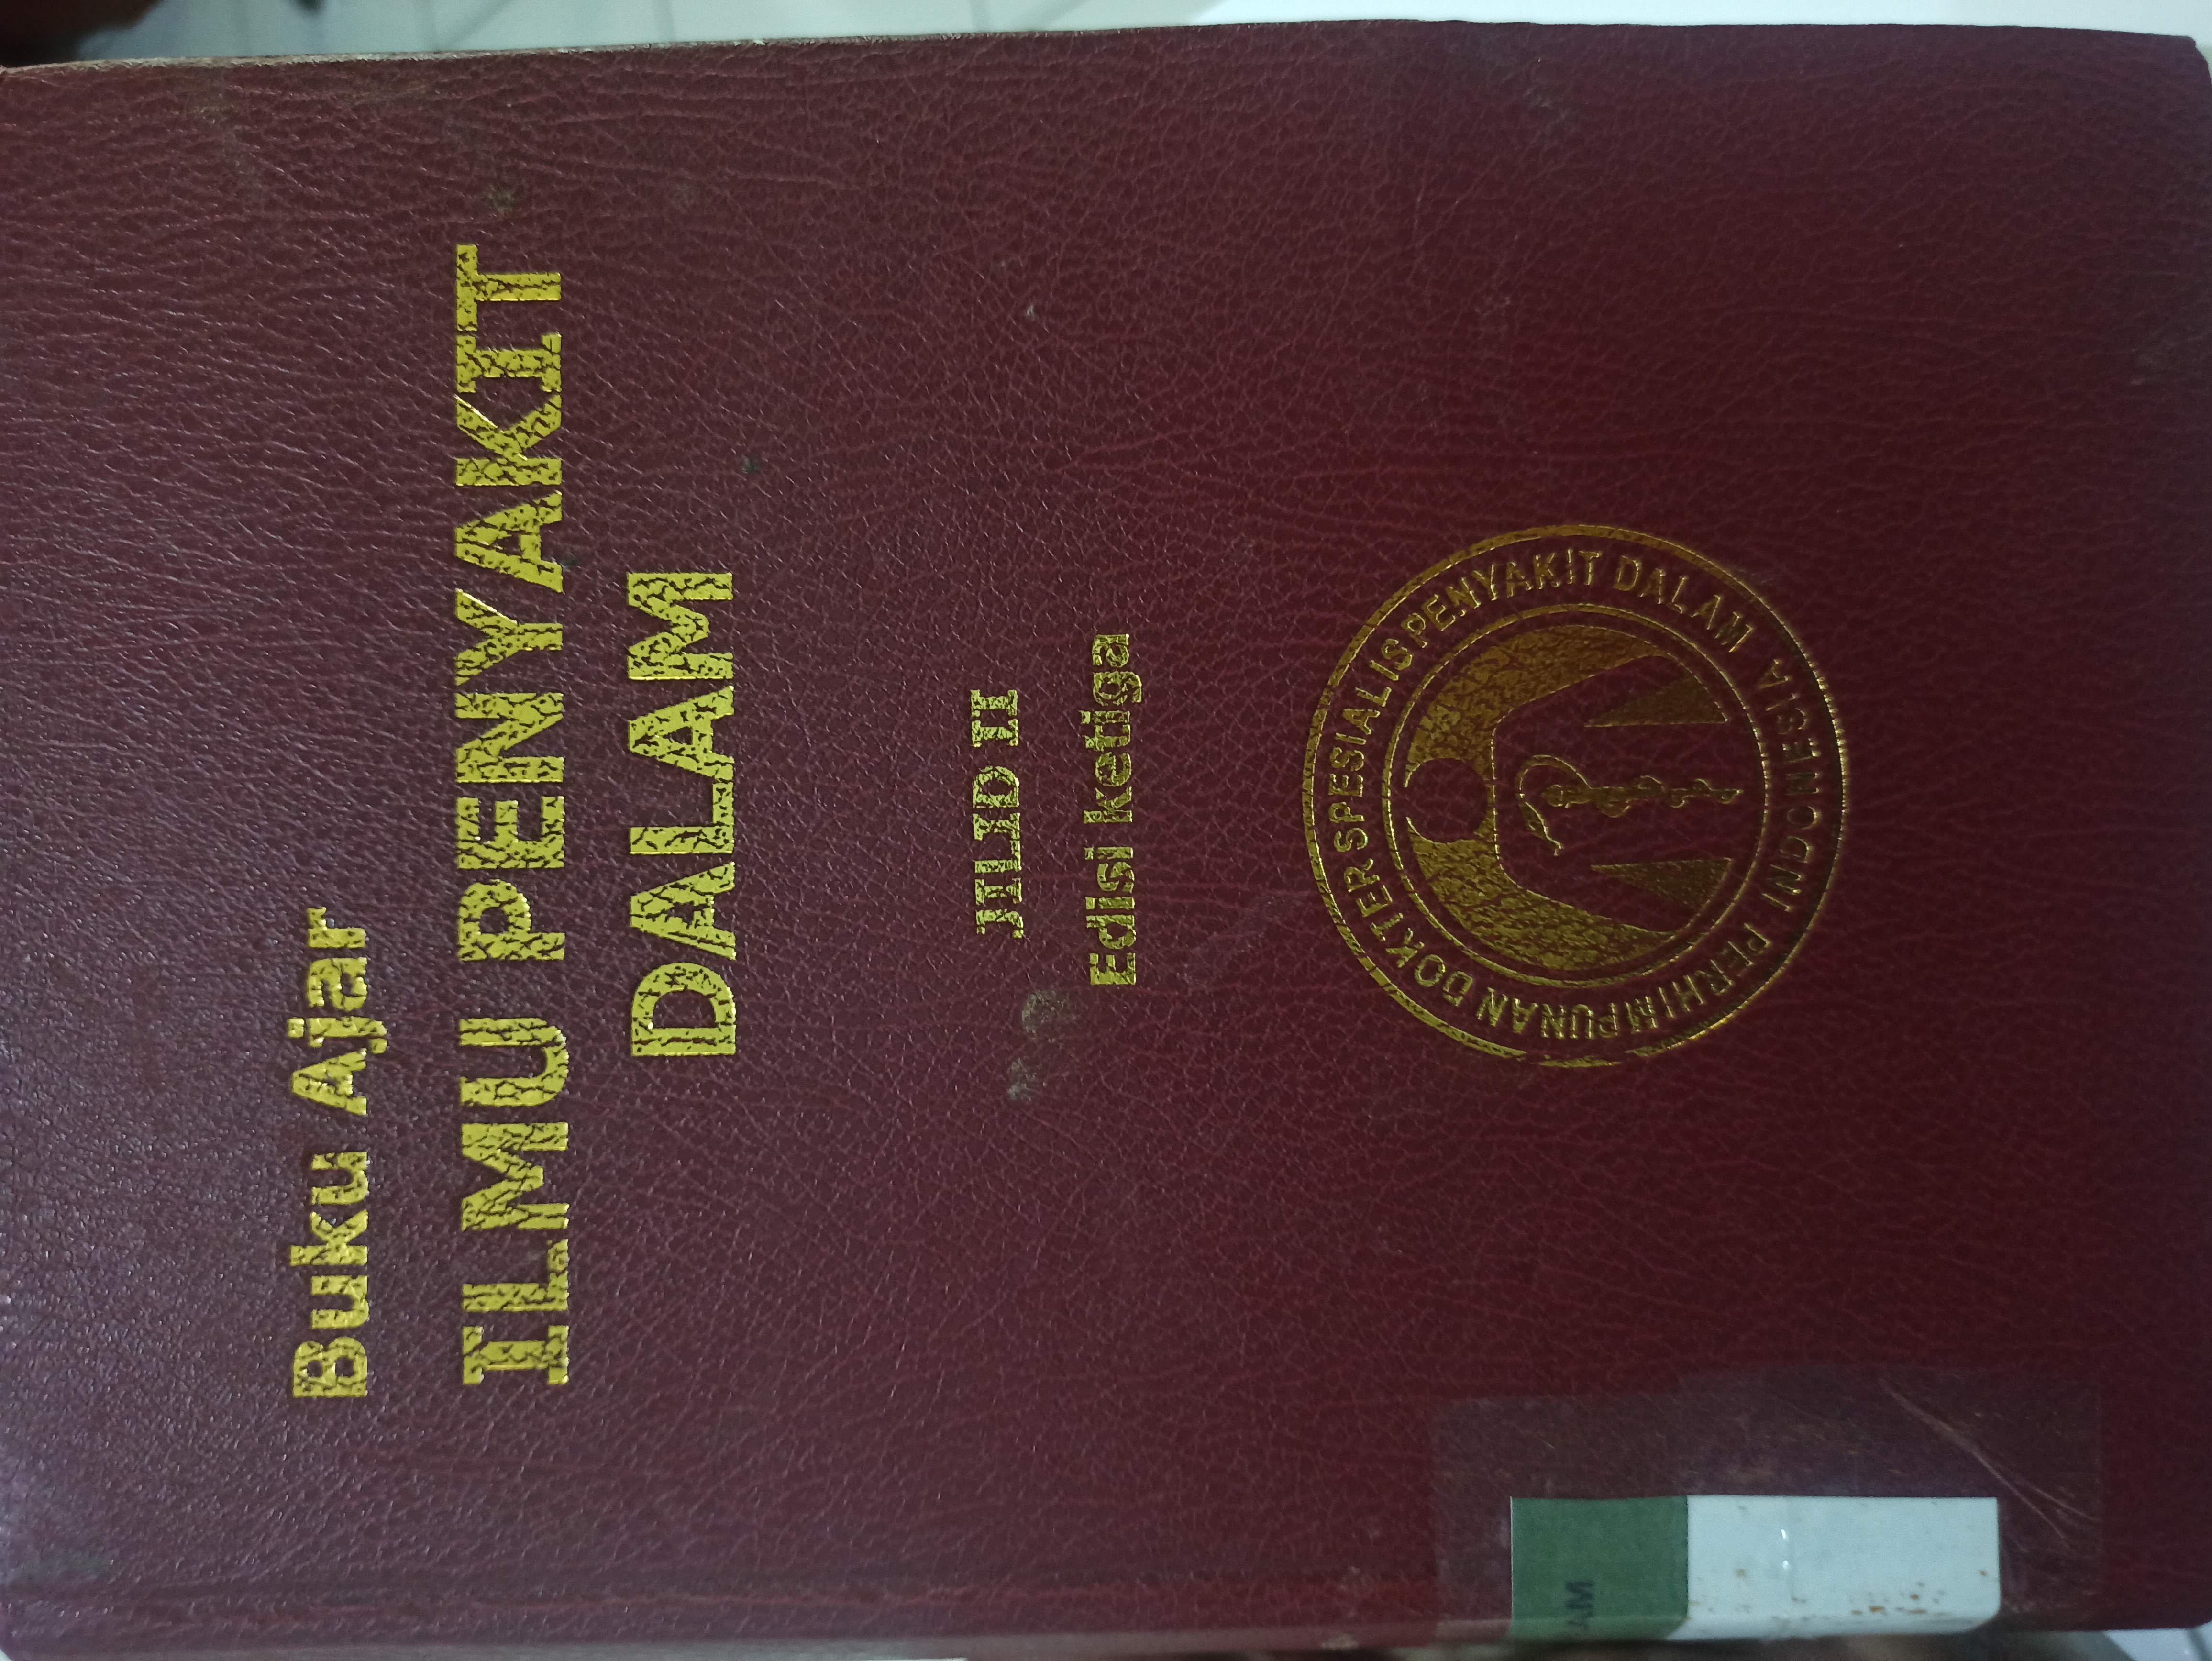 Buku Ajar
ILMU PENYAKIT
DALAM
JILID II
Edisi ketiga
PERHIMPUNAN DOKTER SPESIALIS PENYAKIT DALAM INDONESIA